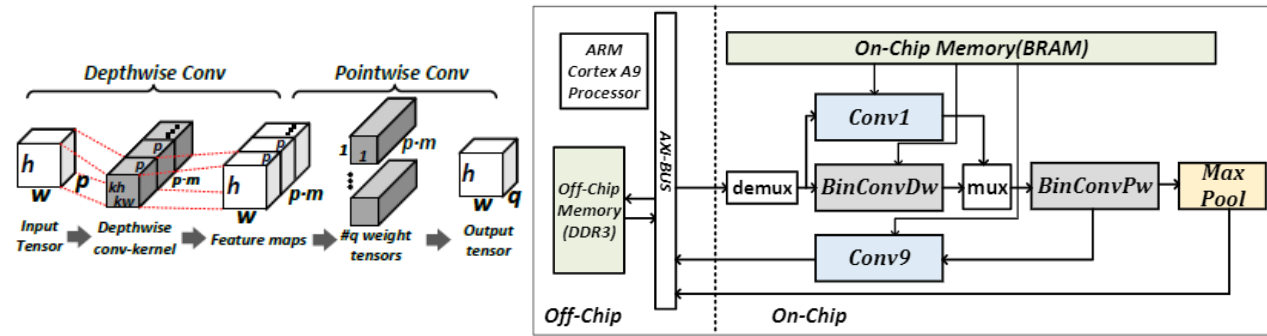 Depthwise Conv
Pointwise Conv
h
w
p
kh
kw
p
p
p·m
h
w
p
p
p·m
1
1
p·m
h
w
q
Input
Tensor
Depthwise
conv-kernel
Feature maps
#q weight
tensors
Output
tensor
ARM
Cortex A9
Processor
Off-Chip
Memory
(DDR3)
AXI-BUS
Off-Chip
On-Chip Memory(BRAM)
Conv1
demux
BinConvDw
mux
BinConvPw
Max
Pool
Conv9
On-Chip